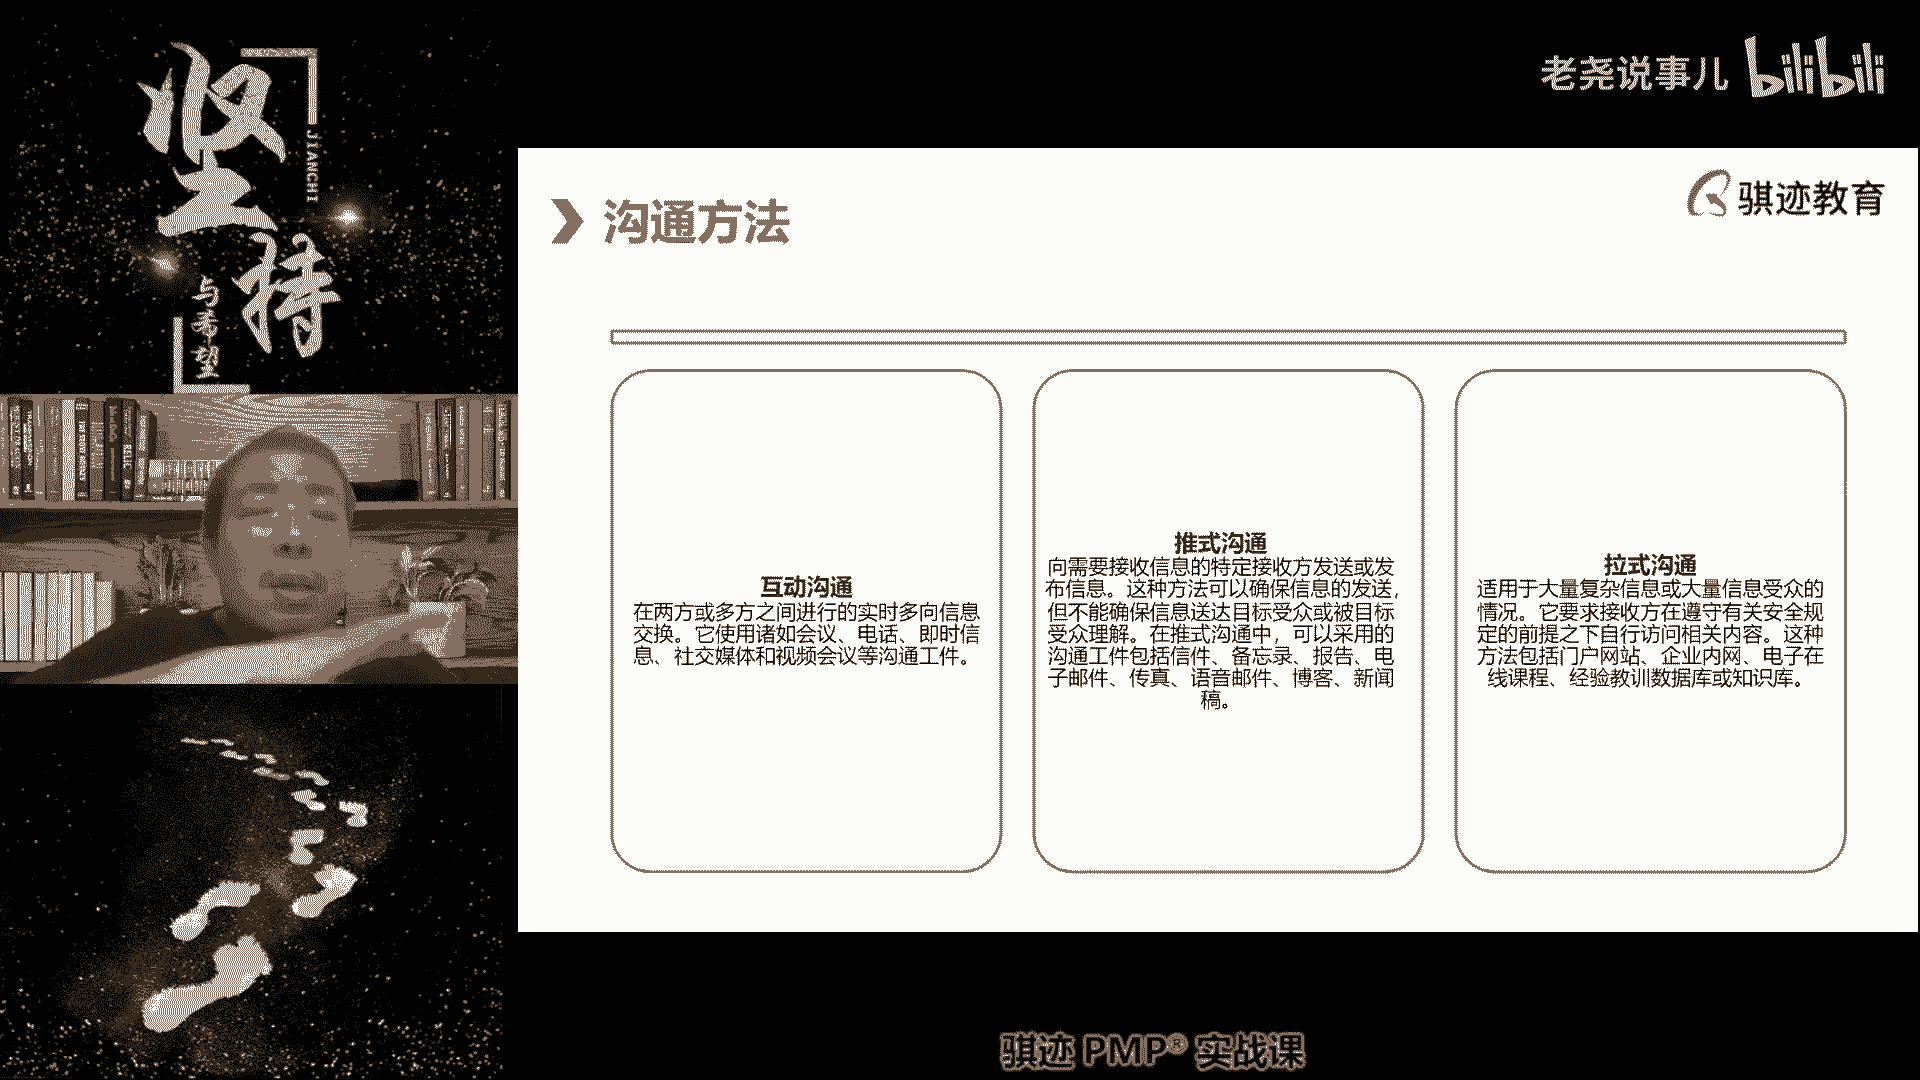 坚持
JIANCHI
与希望
老尧说事儿 bilibili
骐迹教育
沟通方法
互动沟通
在两方或多方之间进行的实时多向信息
交换。它使用诸如会议、电话、即时信
息、社交媒体和视频会议等沟通工件。
推式沟通
向需要接收信息的特定接收方发送或发
布信息。这种方法可以确保信息的发送，
但不能确保信息送达目标受众或被目标
受众理解。在推式沟通中，可以采用的
沟通工件包括信件、备忘录、报告、电
子邮件、传真、语音邮件、博客、新闻
稿。
拉式沟通
适用于大量复杂信息或大量信息受众的
情况。它要求接收方在遵守有关安全规
定的前提之下自行访问相关内容。这种
方法包括门户网站、企业内网、电子在
线课程、经验教训数据库或知识库。
骐迹 PMP® 实战课